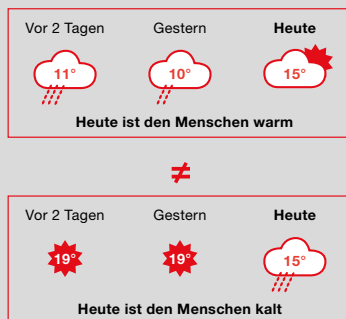 Vor 2 Tagen Gestern Heute
11° 10° 15°
Heute ist den Menschen warm
≠
Vor 2 Tagen Gestern Heute
19° 19° 15°
Heute ist den Menschen kalt